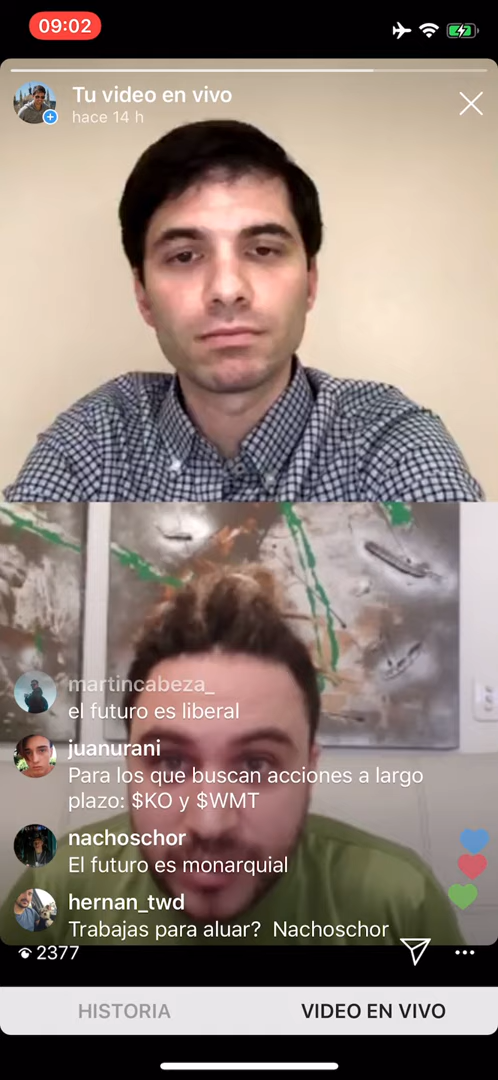 09:02
Tu video en vivo
hace 14 h
martincabeza_
el futuro es liberal
juanurani
Para los que buscan acciones a largo
plazo: $KO y $WMT
nachoschor
El futuro es monarquial
hernan_twd
Trabajas para aluar?  Nachoschor
2377
HISTORIA
VIDEO EN VIVO